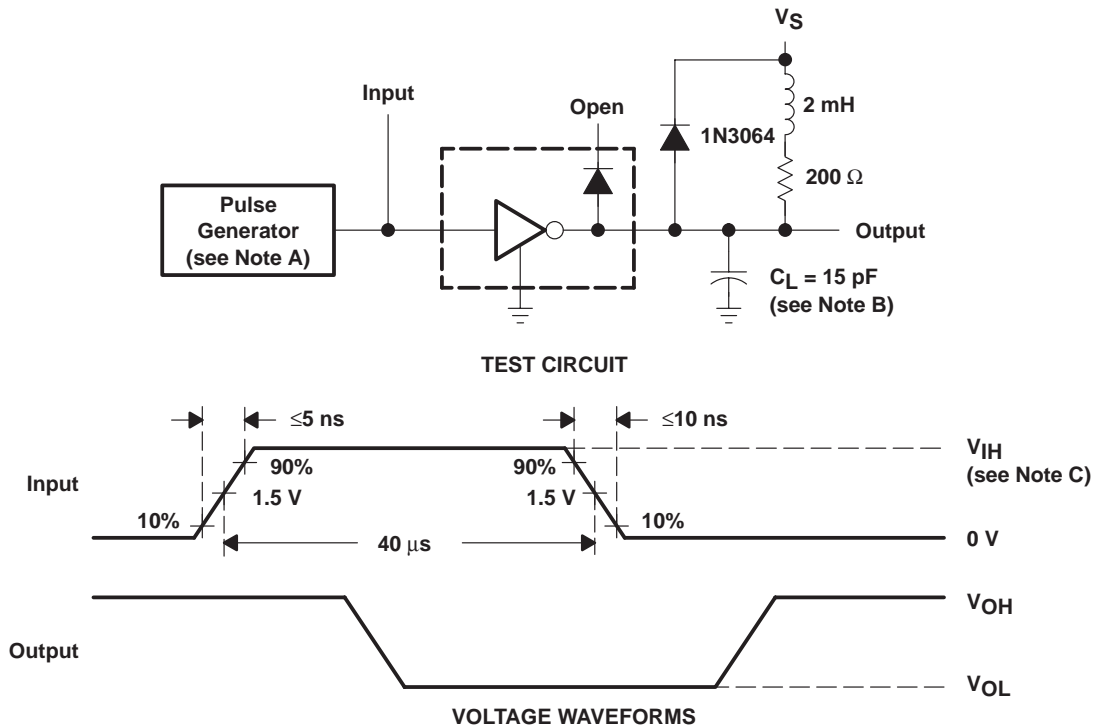 VS
Input
Open
2 mH
1N3064
200 Ω
Pulse
Generator
(see Note A)
Output
CL = 15 pF
(see Note B)
TEST CIRCUIT
≤5 ns
≤10 ns
VIH
(see Note C)
90%
90%
Input
1.5 V
1.5 V
10%
10%
40 μs
0 V
VOH
Output
VOL
VOLTAGE WAVEFORMS